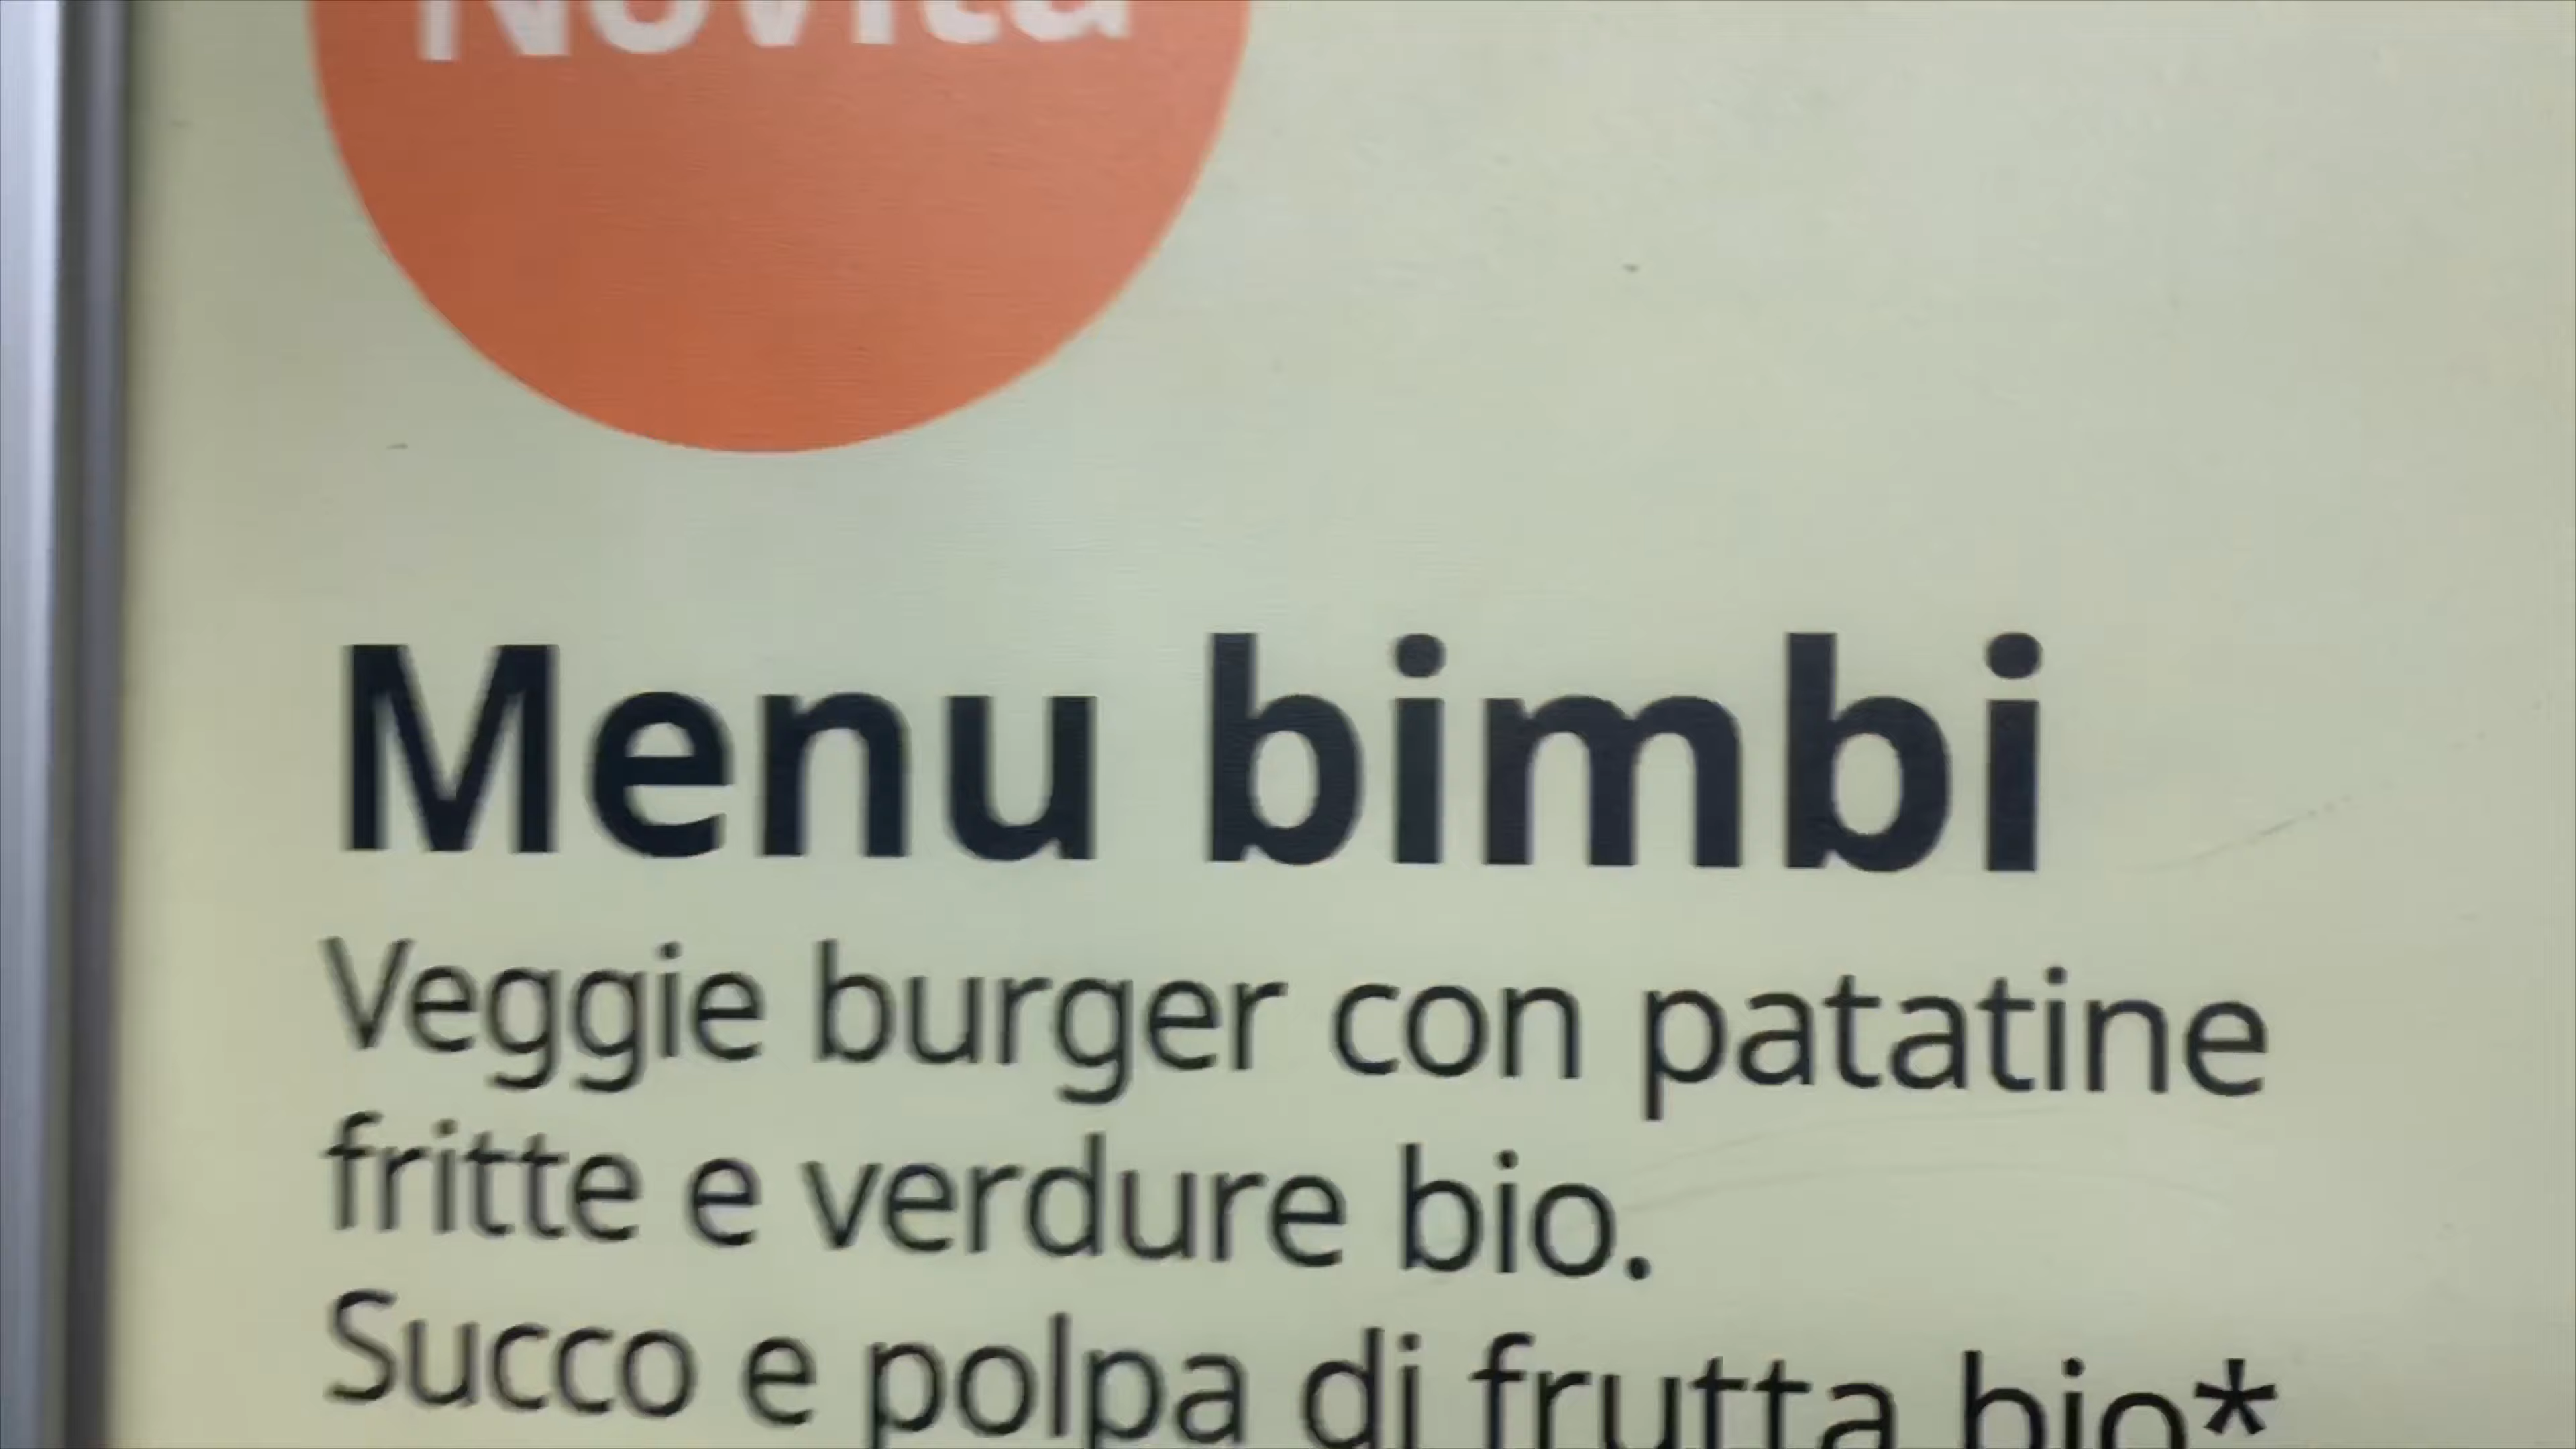 Novità
Menu bimbi
Veggie burger con patatine
fritte e verdure bio.
Succo e polpa di frutta bio*